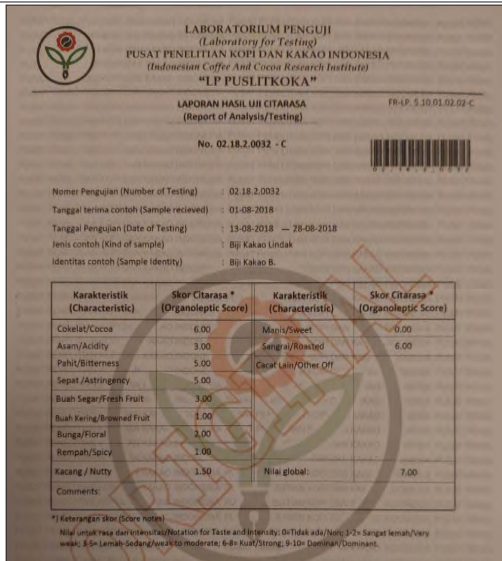 LABORATORIUM PENGUJI
(Laboratory for Testing)
PUSAT PENELITIAN KOPI DAN KAKAO INDONESIA
(Indonesian Coffee And Cocoa Research Institute)
"LP PUSLITKOKA"
LAPORAN HASIL UJI CITARASA
(Report of Analysis/Testing)
FR-LP. 5.10.01.02.02-C
No. 02.18.2.0032 - C
02.18.2.0032
Nomer Pengujian (Number of Testing) : 02.18.2.0032
Tanggal terima contoh (Sample recieved) : 01-08-2018
Tanggal Pengujian (Date of Testing) : 13-08-2018 — 28-08-2018
Jenis contoh (Kind of sample) : Biji Kakao Lindak
Identitas contoh (Sample Identity) : Biji Kakao B.
Karakteristik (Characteristic) Skor Citarasa * (Organoleptic Score) Karakteristik (Characteristic) Skor Citarasa * (Organoleptic Score)
Cokelat/Cocoa 6.00 Manis/Sweet 0.00
Asam/Acidity 3.00 Sangrai/Roasted 6.00
Pahit/Bitterness 5.00 Cacat Lain/Other Off
Sepat/Astringency 5.00
Buah Segar/Fresh Fruit 3.00
Buah Kering/Browned Fruit 1.00
Bunga/Floral 2.00
Rempah/Spicy 1.00
Kacang / Nutty 1.50 Nilai global: 7.00
Comments:
*) Keterangan skor (Score notes)
Nilai untuk rasa dan intensitas/Notation for Taste and Intensity: 0=Tidak ada/Non; 1-2= Sangat lemah/Very
weak; 3-5= Lemah-Sedang/weak to moderate; 6-8= Kuat/Strong; 9-10= Dominan/Dominant.
ORIGINAL